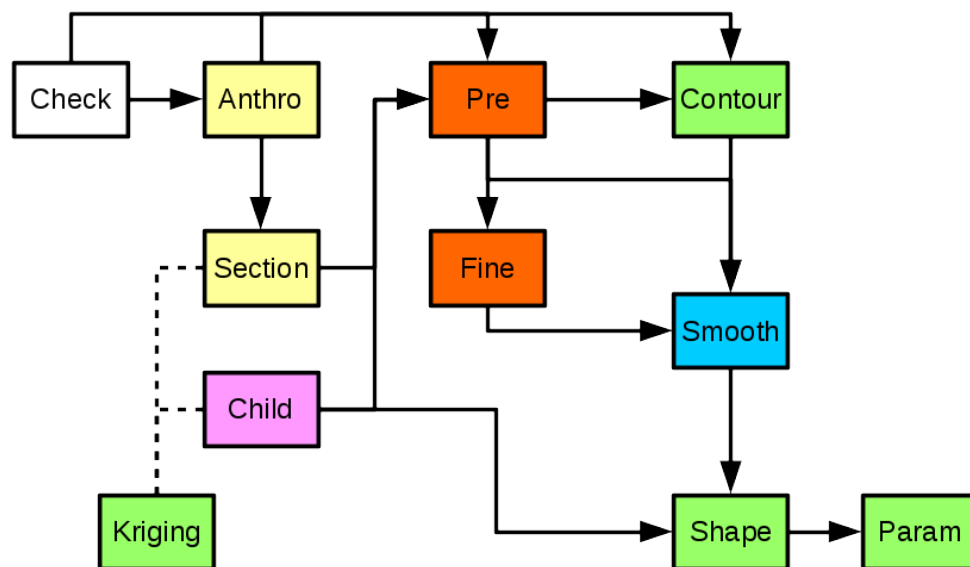 Check
Anthro
Pre
Contour
Section
Fine
Smooth
Child
Kriging
Shape
Param